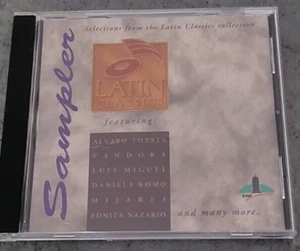 Selections from the Latin Classics collection
Sampler
LATIN
CLASSICS
featuring:
ALVARO TORRES
PANDORA
LUIS MIGUEL
DANIELA ROMO
MIJARES
EDNITA NAZARIO
and many more...